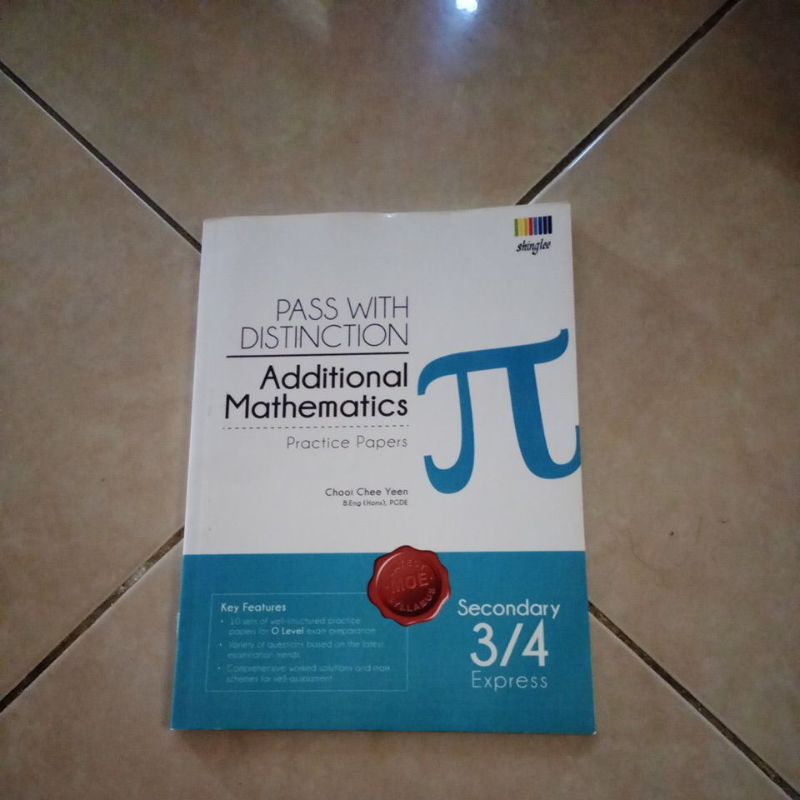 shinglee
PASS WITH
DISTINCTION
Additional
Mathematics
Practice Papers
Chooi Chee Yeen
B.Eng (Hons), PGDE
MOE
SYLLABUS
Key Features
• 10 sets of well-structured practice
papers for O Level exam preparation
• Variety of questions based on the latest
examination trends
• Comprehensive worked solutions and mark
schemes for self-assessment
Secondary
3/4
Express